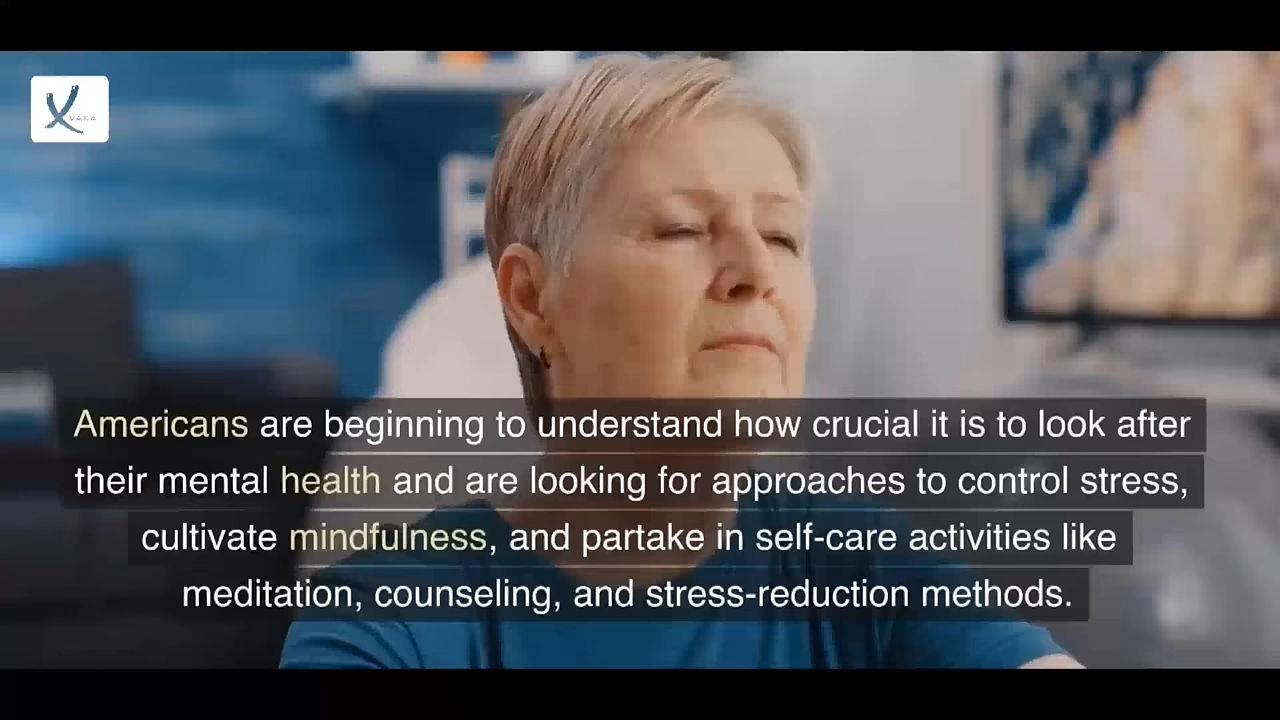 VAXA
Americans are beginning to understand how crucial it is to look after
their mental health and are looking for approaches to control stress,
cultivate mindfulness, and partake in self-care activities like
meditation, counseling, and stress-reduction methods.